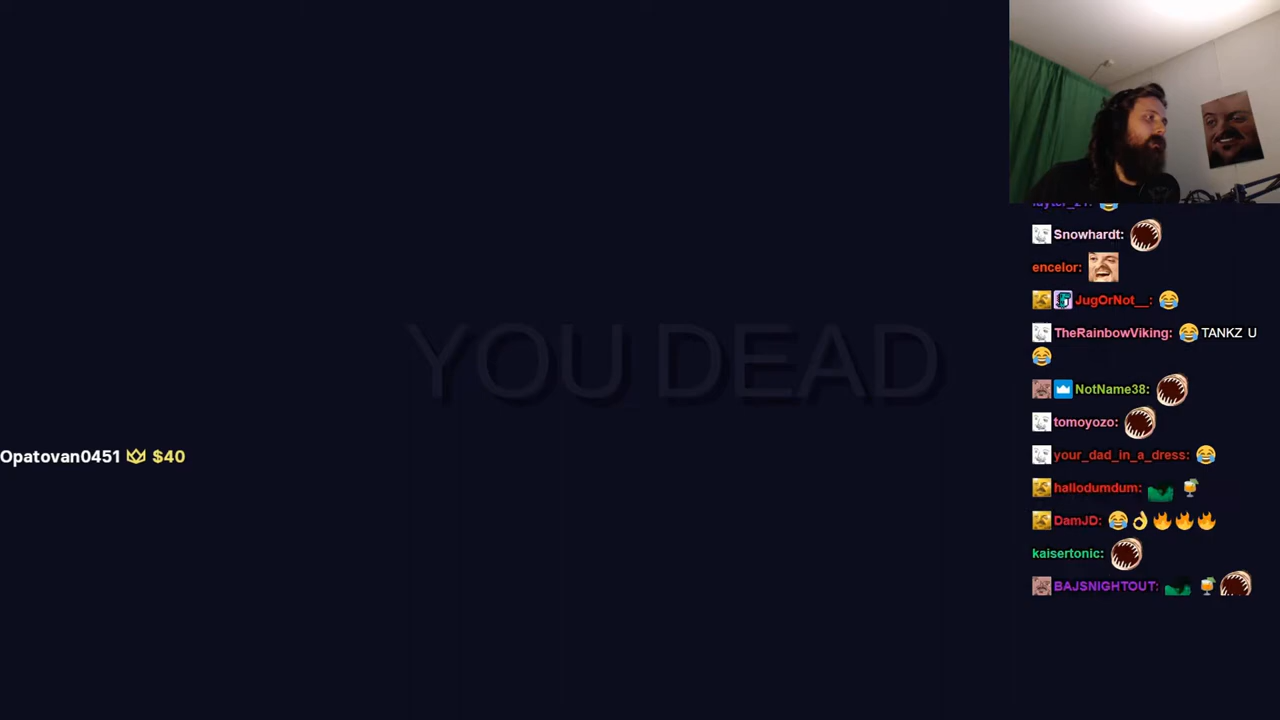 YOU DEAD
Opatovan0451 $40
Snowhardt:
encelor:
JugOrNot__:
TheRainbowViking: 😂 TANKZ U
😂
NotName38:
tomoyozo:
your_dad_in_a_dress: 😂
hallodumdum:
DamJD: 😂👌🔥🔥🔥
kaisertonic:
BAJSNIGHTOUT: